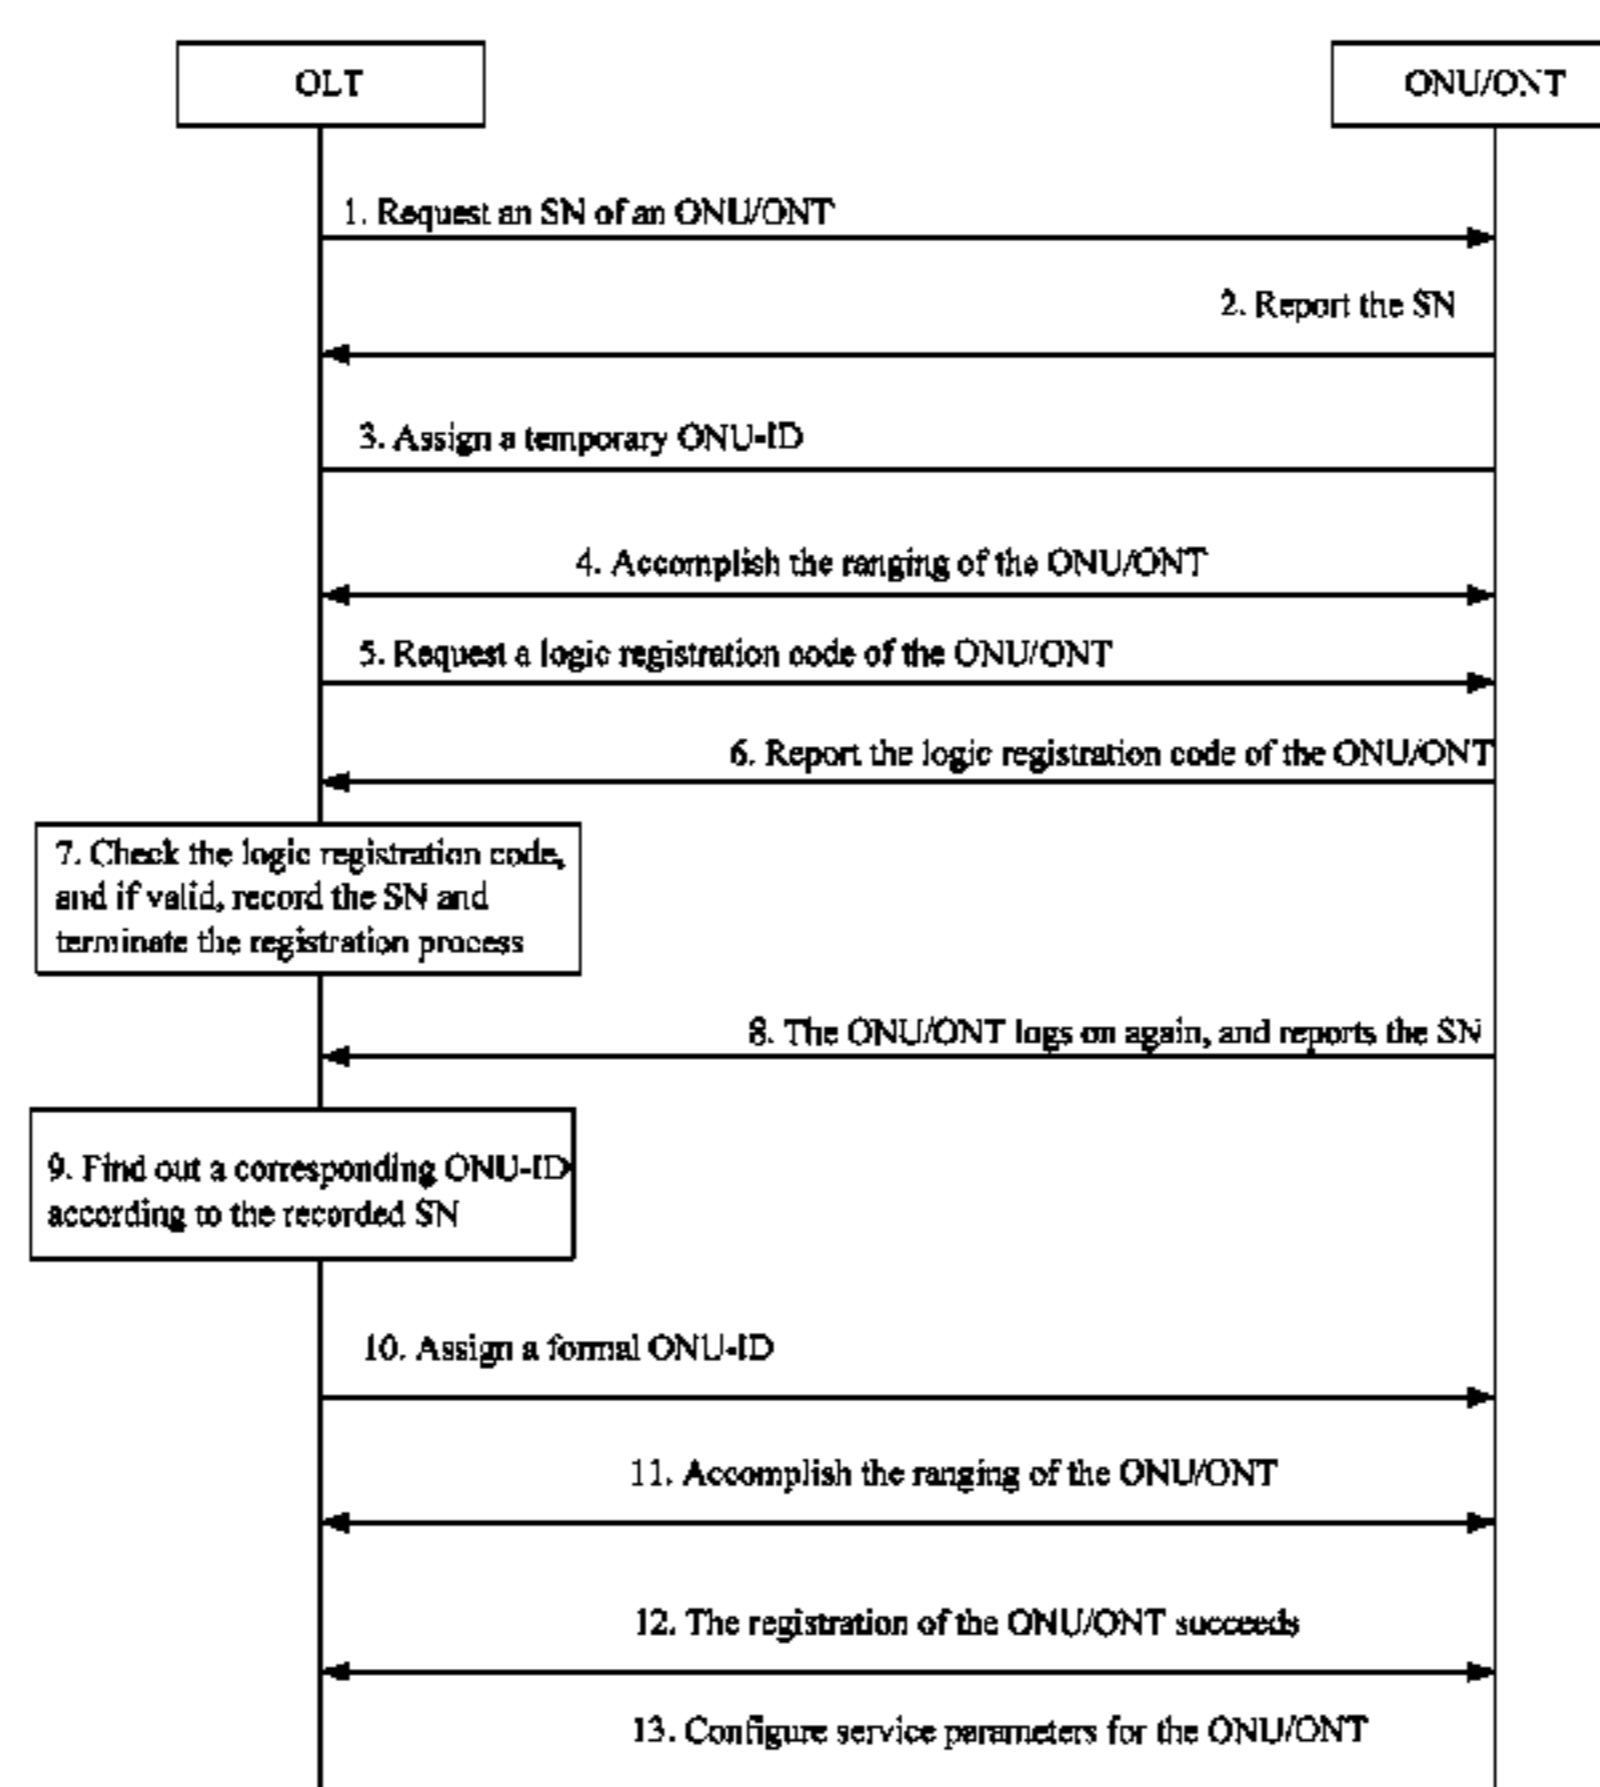 OLT
ONU/ONT
1. Request an SN of an ONU/ONT
2. Report the SN
3. Assign a temporary ONU-ID
4. Accomplish the ranging of the ONU/ONT
5. Request a logic registration code of the ONU/ONT
6. Report the logic registration code of the ONU/ONT
7. Check the logic registration code,
and if valid, record the SN and
terminate the registration process
8. The ONU/ONT logs on again, and reports the SN
9. Find out a corresponding ONU-ID
according to the recorded SN
10. Assign a formal ONU-ID
11. Accomplish the ranging of the ONU/ONT
12. The registration of the ONU/ONT succeeds
13. Configure service parameters for the ONU/ONT